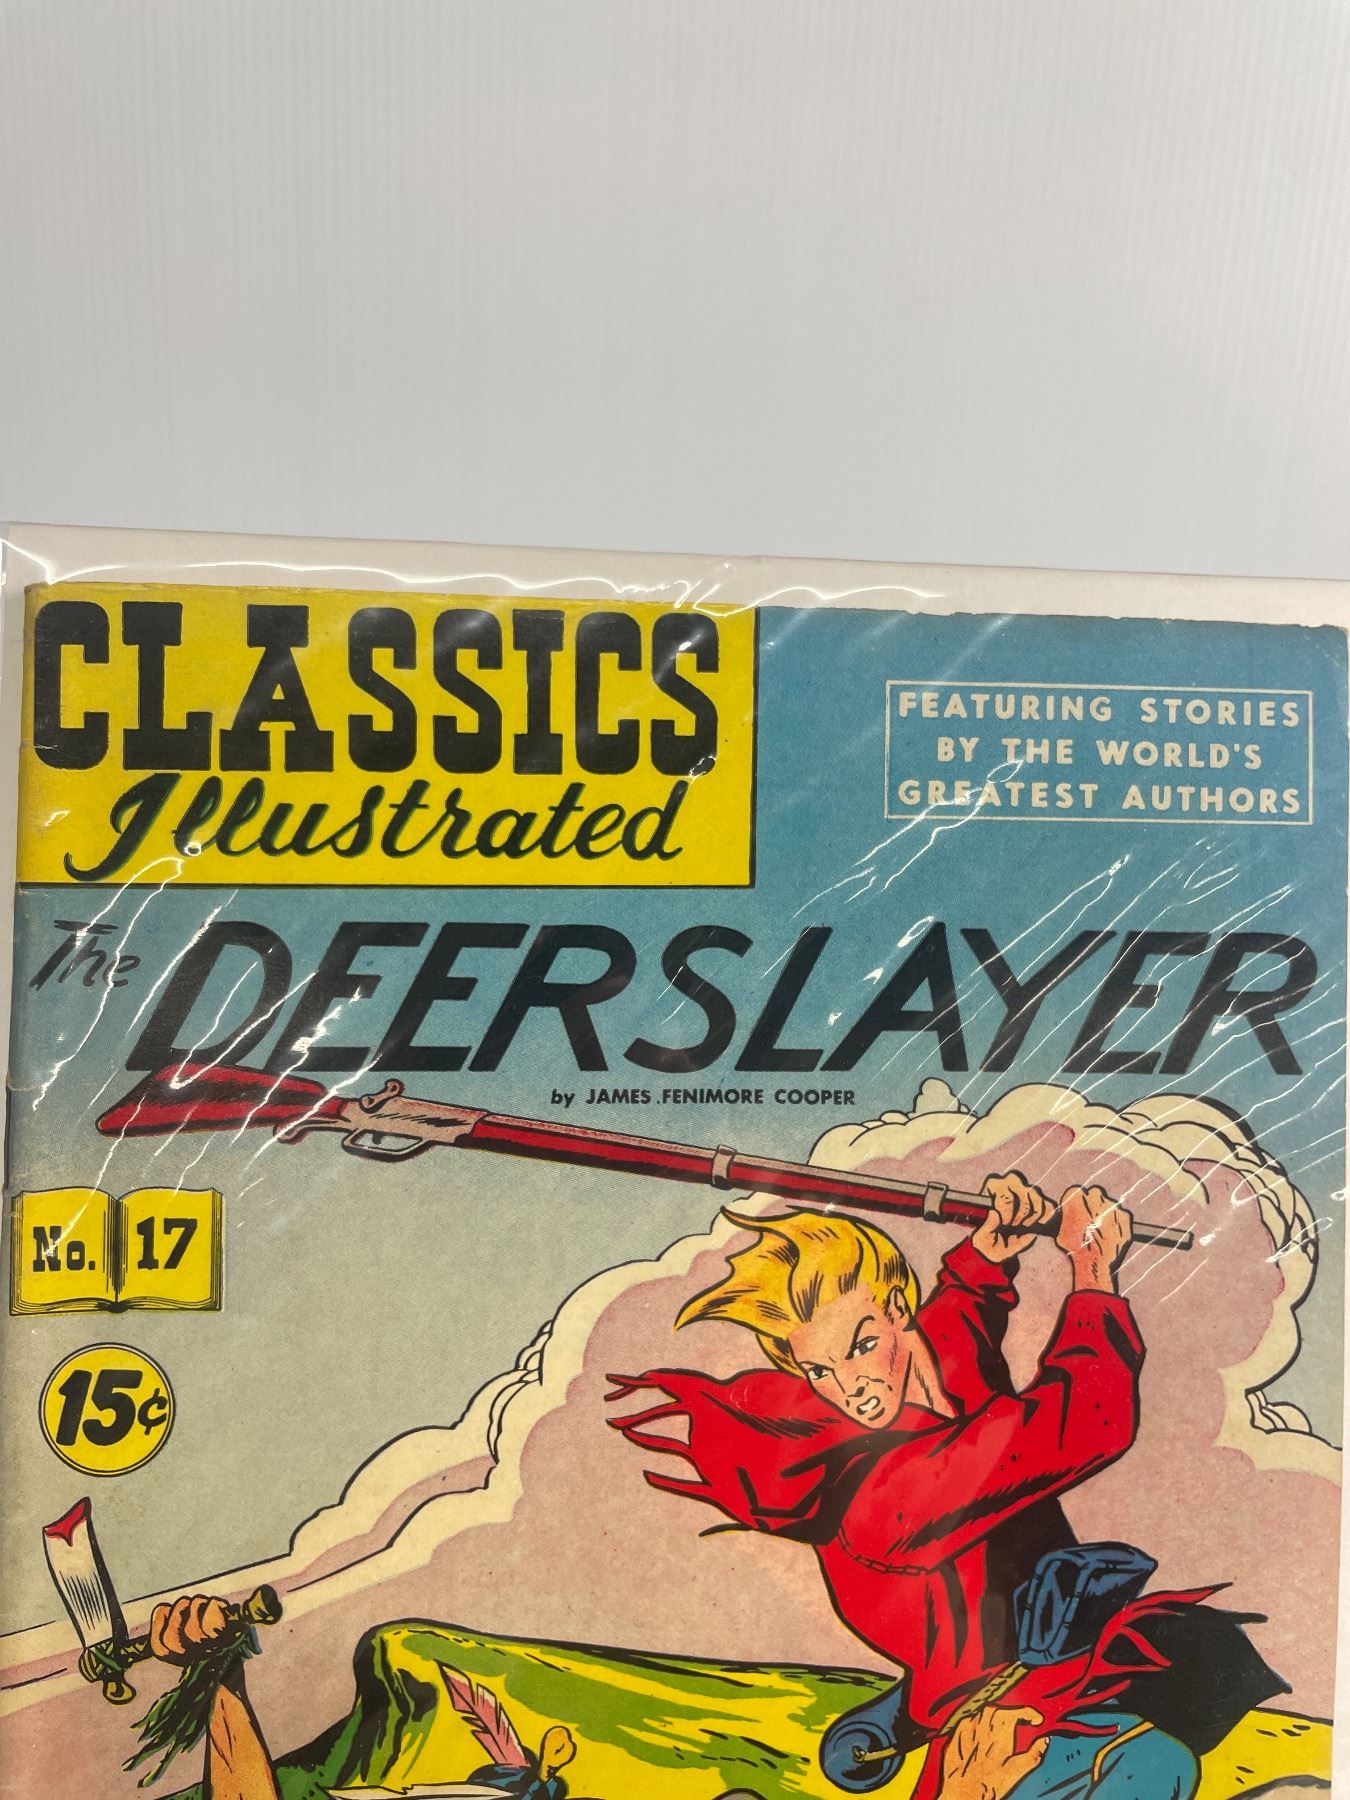 CLASSICS
Illustrated
FEATURING STORIES
BY THE WORLD'S
GREATEST AUTHORS
The DEERSLAYER
by JAMES FENIMORE COOPER
No. 17
15¢